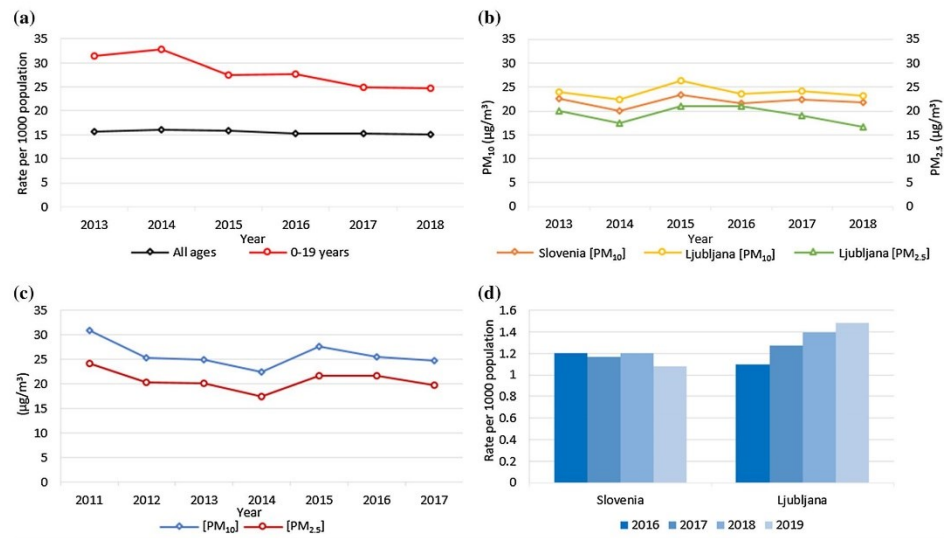 (a)
Rate per 1000 population
35
30
25
20
15
10
5
0
2013 2014 2015 2016 2017 2018
Year
All ages 0-19 years
(b)
PM₁₀ (µg/m³)
35
30
25
20
15
10
5
0
35
30
25
20
15
10
5
0
PM₂.₅ (µg/m³)
2013 2014 2015 2016 2017 2018
Year
Slovenia [PM₁₀] Ljubljana [PM₁₀] Ljubljana [PM₂.₅]
(c)
(µg/m³)
35
30
25
20
15
10
5
0
2011 2012 2013 2014 2015 2016 2017
Year
[PM₁₀] [PM₂.₅]
(d)
Rate per 1000 population
1.6
1.4
1.2
1
0.8
0.6
0.4
0.2
0
Slovenia Ljubljana
2016 2017 2018 2019